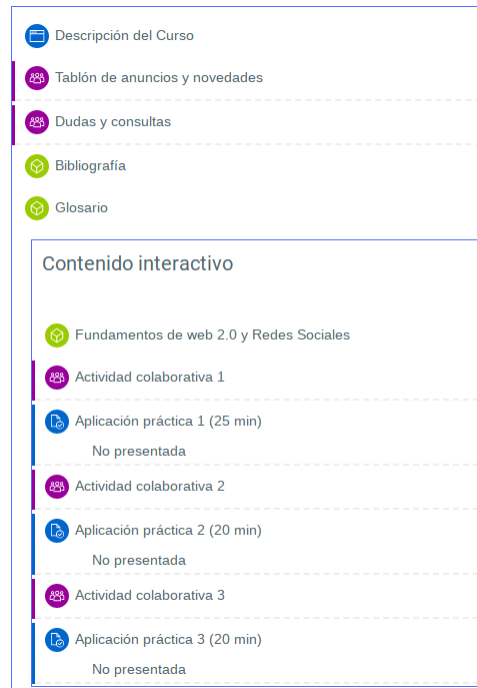 Descripción del Curso
Tablón de anuncios y novedades
Dudas y consultas
Bibliografía
Glosario
Contenido interactivo
Fundamentos de web 2.0 y Redes Sociales
Actividad colaborativa 1
Aplicación práctica 1 (25 min)
No presentada
Actividad colaborativa 2
Aplicación práctica 2 (20 min)
No presentada
Actividad colaborativa 3
Aplicación práctica 3 (20 min)
No presentada